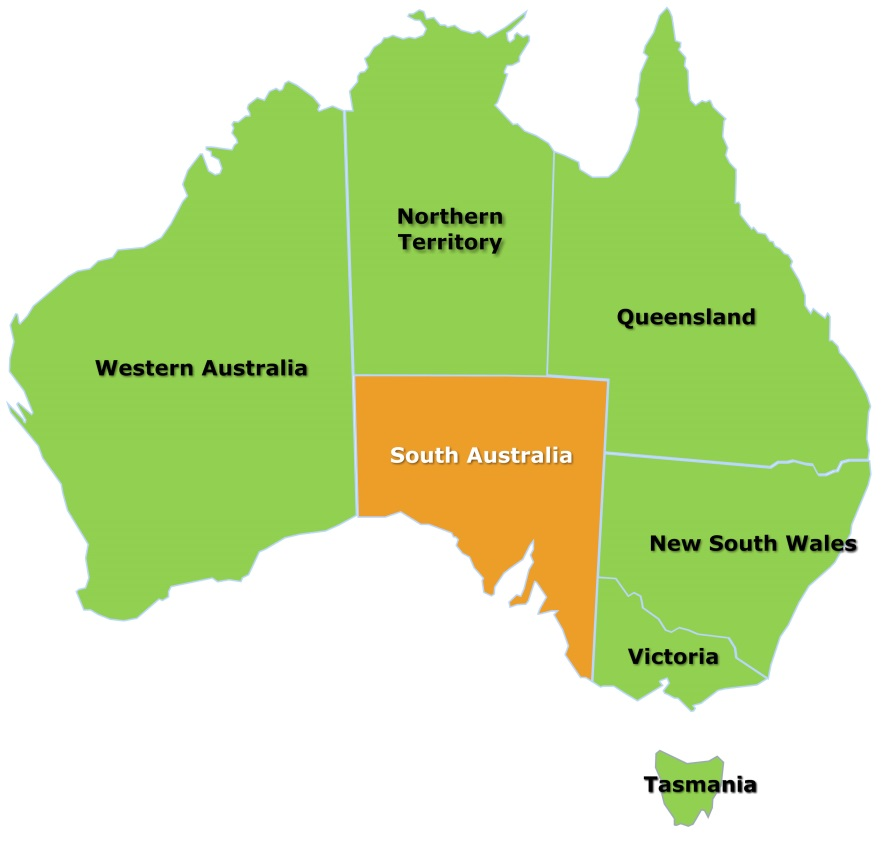 Northern
Territory
Queensland
Western Australia
South Australia
New South Wales
Victoria
Tasmania